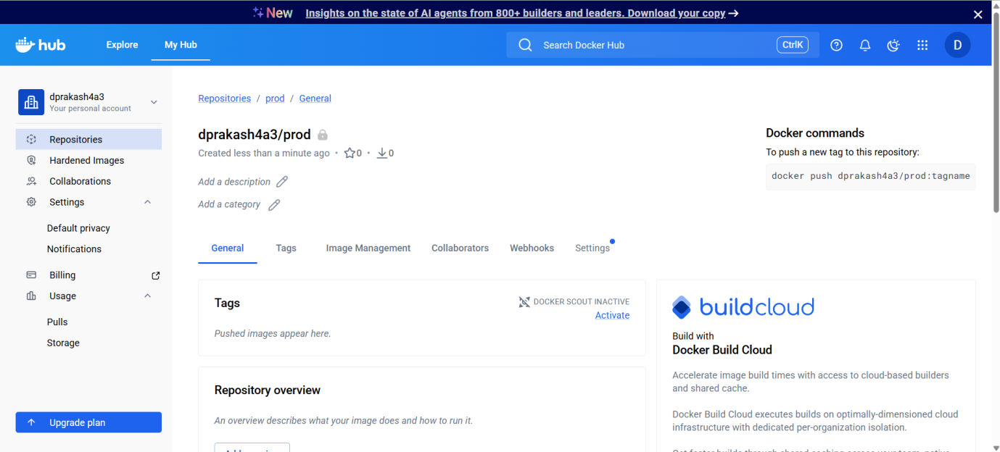 New Insights on the state of AI agents from 800+ builders and leaders. Download your copy →
hub Explore My Hub Search Docker Hub CtrlK D
dprakash4a3
Your personal account
Repositories
Hardened Images
Collaborations
Settings
Default privacy
Notifications
Billing
Usage
Pulls
Storage
Upgrade plan
Repositories / prod / General
dprakash4a3/prod
Created less than a minute ago • 0 • 0
Add a description
Add a category
Docker commands
To push a new tag to this repository:
docker push dprakash4a3/prod:tagname
General Tags Image Management Collaborators Webhooks Settings
Tags
DOCKER SCOUT INACTIVE
Activate
Pushed images appear here.
Repository overview
An overview describes what your image does and how to run it.
buildcloud
Build with
Docker Build Cloud
Accelerate image build times with access to cloud-based builders
and shared cache.
Docker Build Cloud executes builds on optimally-dimensioned cloud
infrastructure with dedicated per-organization isolation.